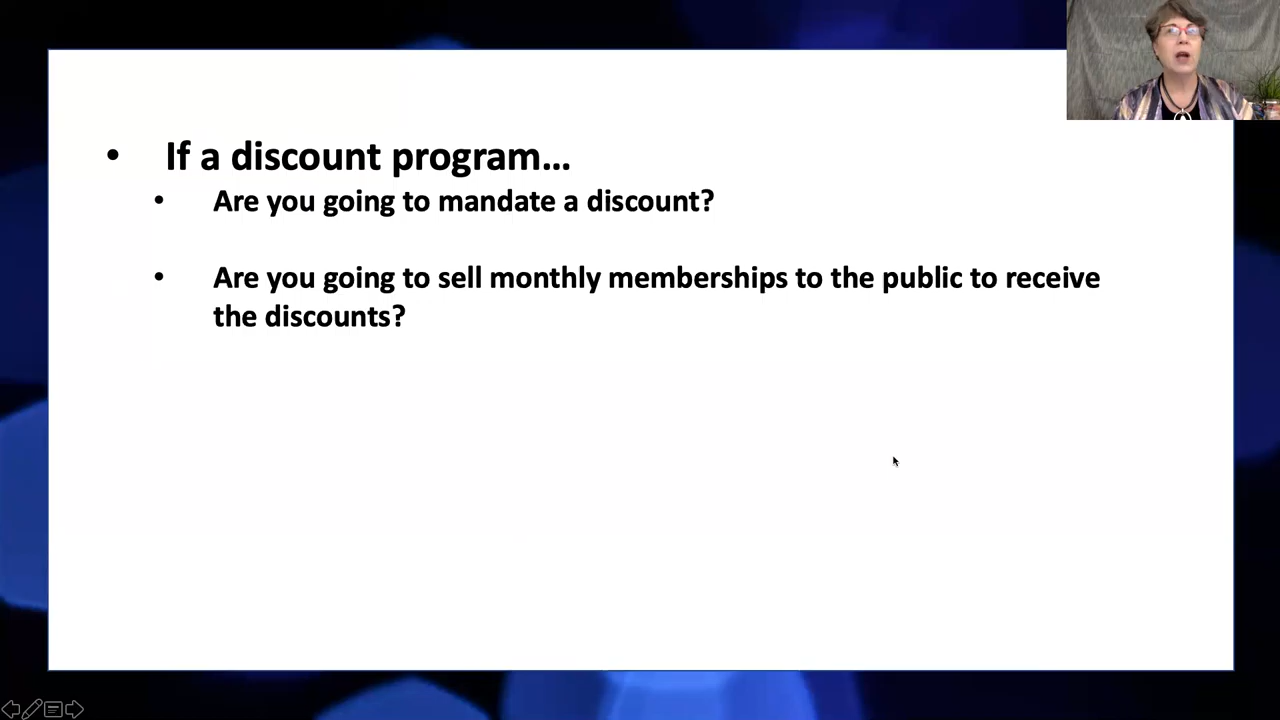 • If a discount program...
• Are you going to mandate a discount?
• Are you going to sell monthly memberships to the public to receive
the discounts?